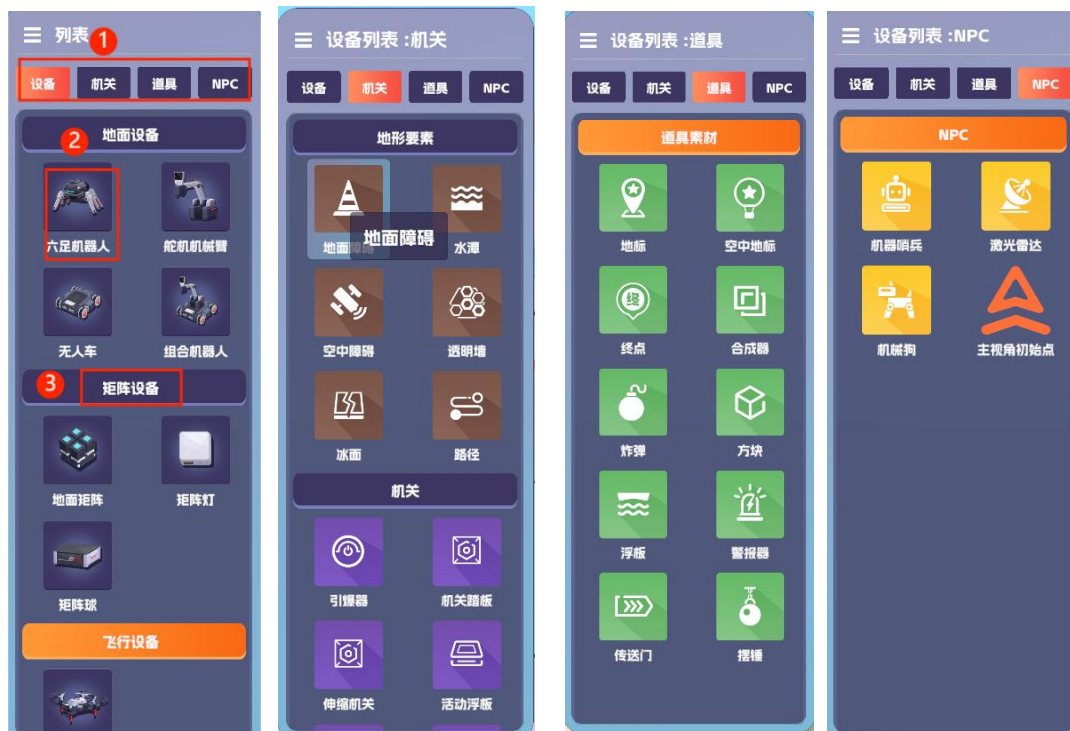 列表
1
设备 机关 道具 NPC
2 地面设备
六足机器人 舵机机械臂
无人车 组合机器人
3 矩阵设备
地面矩阵 矩阵灯
矩阵球
飞行设备
设备列表 :机关
设备 机关 道具 NPC
地形要素
地面障碍
地面障碍 水潭
空中障碍 透明墙
冰面 路径
机关
引爆器 机关踏板
伸缩机关 活动浮板
设备列表 :道具
设备 机关 道具 NPC
道具素材
地标 空中地标
终
终点 合成器
炸弹 方块
浮板 警报器
传送门 摆锤
设备列表 :NPC
设备 机关 道具 NPC
NPC
机器哨兵 激光雷达
机械狗 主视角初始点